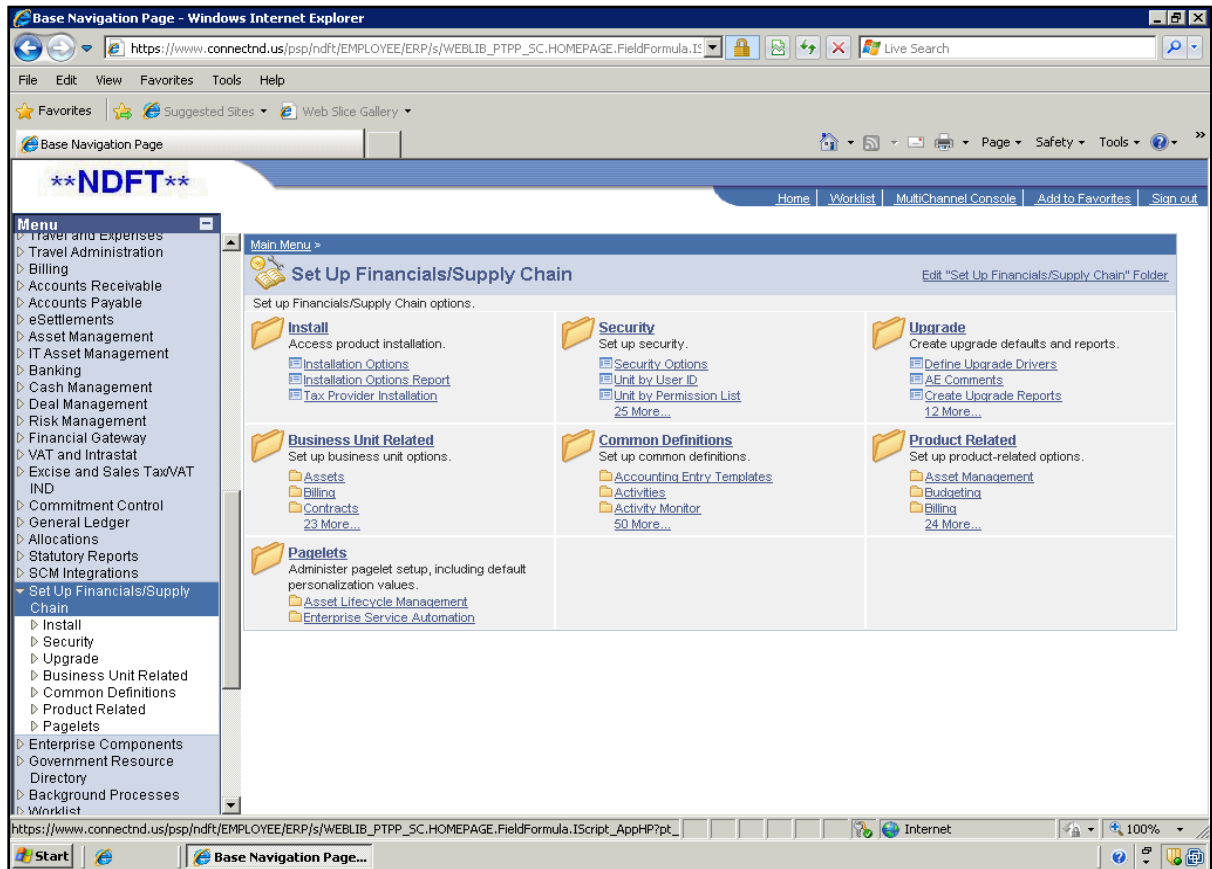 Base Navigation Page - Windows Internet Explorer
https://www.connectnd.us/psp/ndft/EMPLOYEE/ERP/s/WEBLIB_PTPP_SC.HOMEPAGE.FieldFormula.IS
Live Search
File Edit View Favorites Tools Help
Favorites Suggested Sites Web Slice Gallery
Base Navigation Page
Page Safety Tools »
**NDFT**
Home Worklist MultiChannel Console Add to Favorites Sign out
Menu
Travel and Expenses
Travel Administration
Billing
Accounts Receivable
Accounts Payable
eSettlements
Asset Management
IT Asset Management
Banking
Cash Management
Deal Management
Risk Management
Financial Gateway
VAT and Intrastat
Excise and Sales Tax/VAT
IND
Commitment Control
General Ledger
Allocations
Statutory Reports
SCM Integrations
Set Up Financials/Supply
Chain
Install
Security
Upgrade
Business Unit Related
Common Definitions
Product Related
Pagelets
Enterprise Components
Government Resource
Directory
Background Processes
Worklist
Main Menu >
Set Up Financials/Supply Chain
Edit "Set Up Financials/Supply Chain" Folder
Set up Financials/Supply Chain options.
Install
Access product installation.
Installation Options
Installation Options Report
Tax Provider Installation
Security
Set up security.
Security Options
Unit by User ID
Unit by Permission List
25 More...
Upgrade
Create upgrade defaults and reports.
Define Upgrade Drivers
AE Comments
Create Upgrade Reports
12 More...
Business Unit Related
Set up business unit options.
Assets
Billing
Contracts
23 More...
Common Definitions
Set up common definitions.
Accounting Entry Templates
Activities
Activity Monitor
50 More...
Product Related
Set up product-related options.
Asset Management
Budgeting
Billing
24 More...
Pagelets
Administer pagelet setup, including default
personalization values.
Asset Lifecycle Management
Enterprise Service Automation
https://www.connectnd.us/psp/ndft/EMPLOYEE/ERP/s/WEBLIB_PTPP_SC.HOMEPAGE.FieldFormula.IScript_AppHP?pt_
Internet
100%
Start
Base Navigation Page...